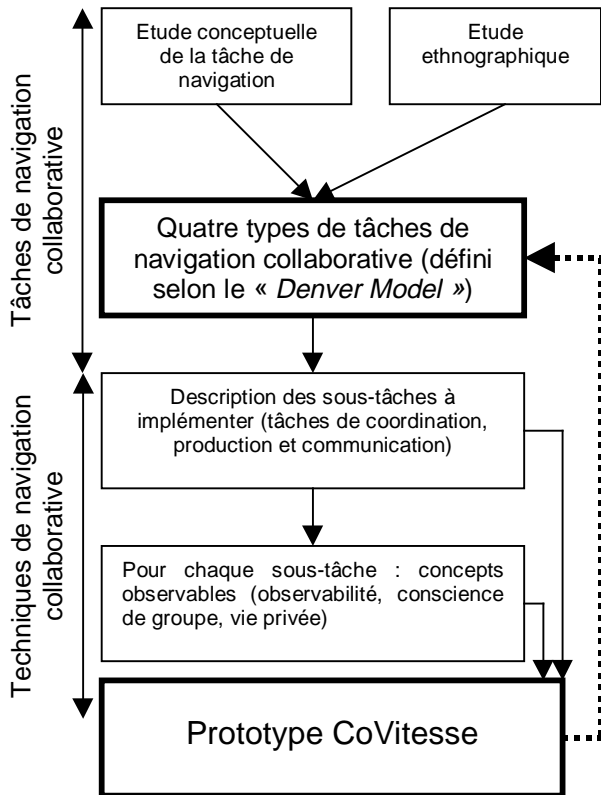 Etude conceptuelle
de la tâche de
navigation
Etude
ethnographique
Tâches de navigation
collaborative
Quatre types de tâches de
navigation collaborative (défini
selon le « Denver Model »)
Description des sous-tâches à
implémenter (tâches de coordination,
production et communication)
Techniques de navigation
collaborative
Pour chaque sous-tâche : concepts
observables (observabilité, conscience
de groupe, vie privée)
Prototype CoVitesse